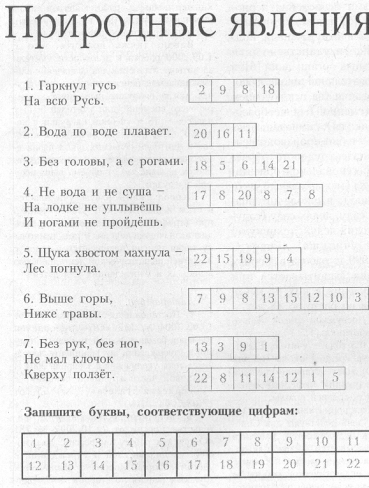 Природные явления
1. Гаркнул гусь
На всю Русь.
2 9 8 18
2. Вода по воде плавает.
20 16 11
3. Без головы, а с рогами.
18 5 6 14 21
4. Не вода и не суша –
На лодке не уплывёшь
И ногами не пройдёшь.
17 8 20 8 7 8
5. Щука хвостом махнула –
Лес погнула.
22 15 19 9 4
6. Выше горы,
Ниже травы.
7 9 8 13 15 12 10 3
7. Без рук, без ног,
Не мал клочок
Кверху ползёт.
13 3 9 1
22 8 11 14 12 1 5
Запишите буквы, соответствующие цифрам:
1 2 3 4 5 6 7 8 9 10 11
12 13 14 15 16 17 18 19 20 21 22